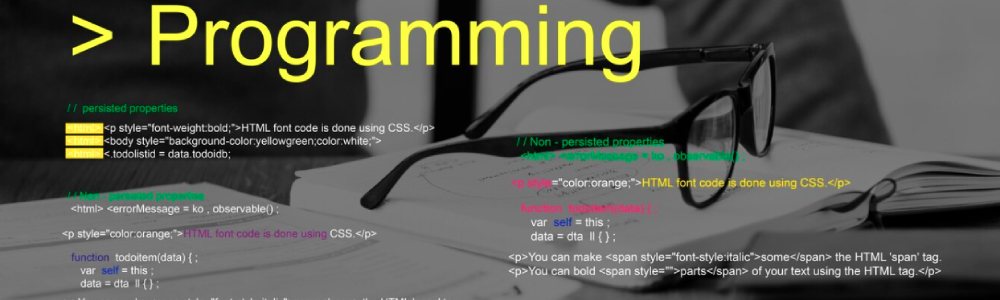 > Programming
// persisted properties
<html> <p style="font-weight:bold;">HTML font code is done using CSS.</p>
<html> <body style="background-color:yellowgreen;color:white;">
<html> <.todolistid = data.todoidb;
// Non - persisted properties
<html> <errorMessage = ko , observable() ;
<p style="color:orange;">HTML font code is done using CSS.</p>
function todoitem(data) { ;
var self = this ;
data = dta II { } ;
// Non - persisted properties
<html> <errorMessage = ko , observable() ;
<p style="color:orange;">HTML font code is done using CSS.</p>
function todoitem(data) { ;
var self = this ;
data = dta II { } ;
<p>You can make <span style="font-style:italic">some</span> the HTML 'span' tag.
<p>You can bold <span style="">parts</span> of your text using the HTML tag.</p>